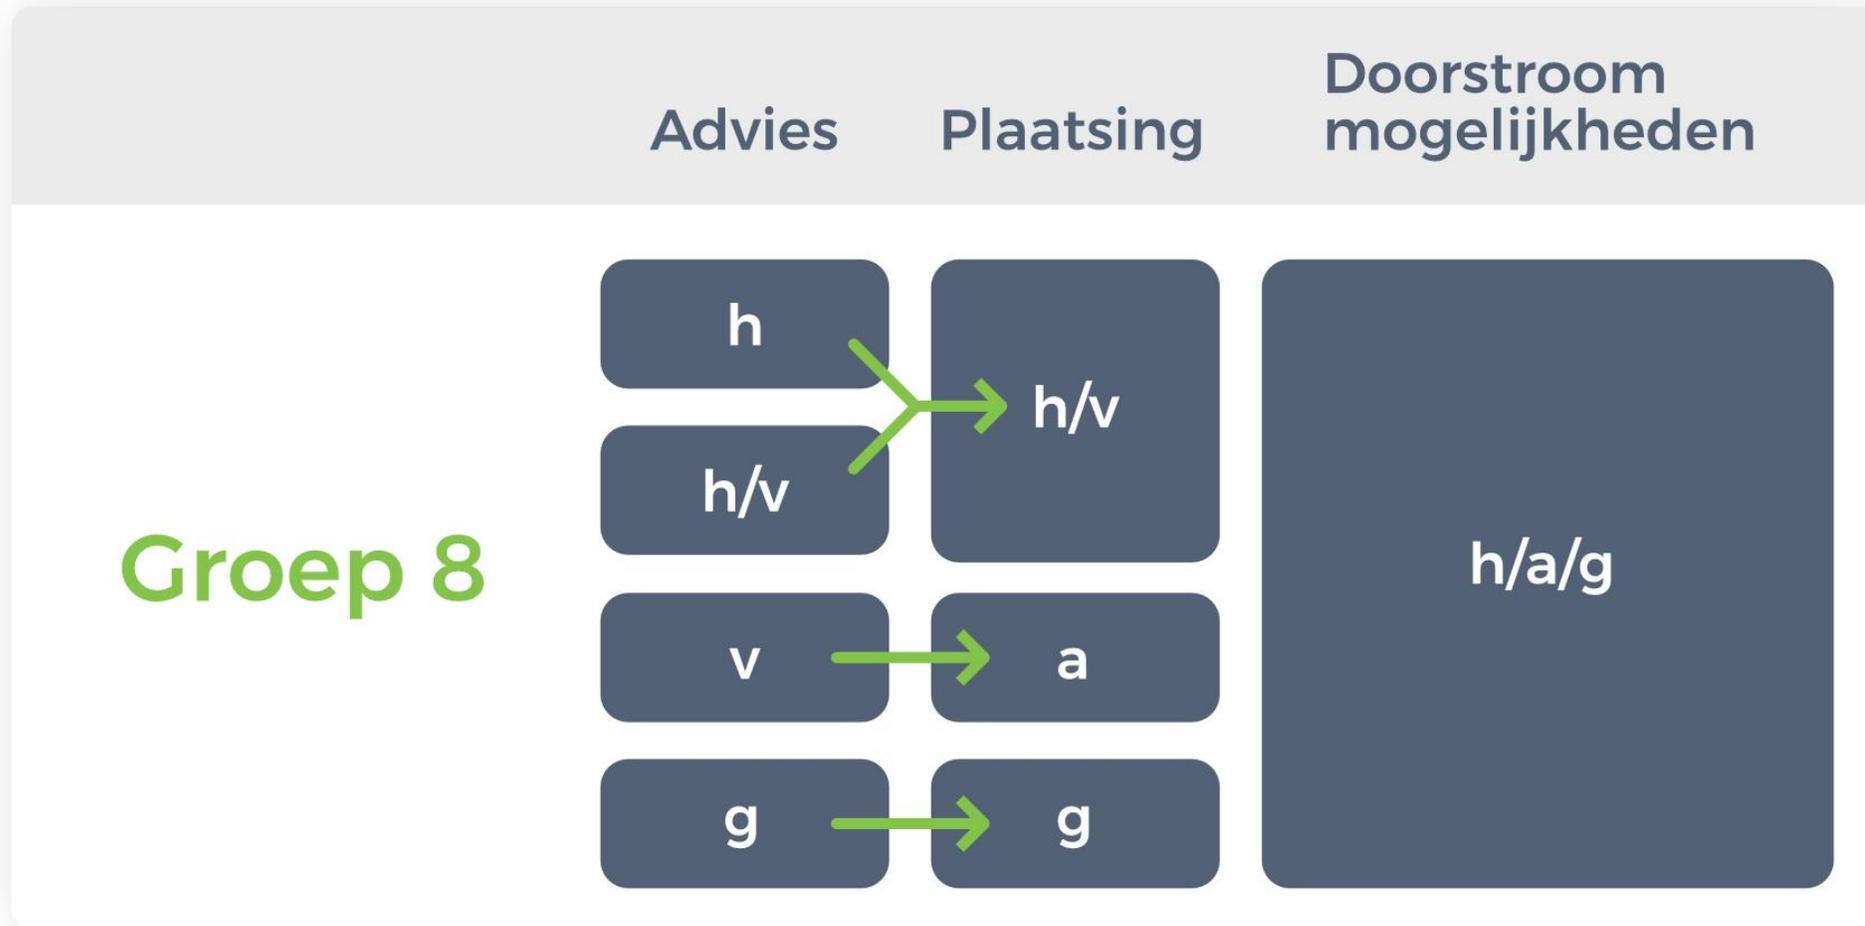 Advies
Plaatsing
Doorstroom
mogelijkheden
Groep 8
h
h/v
h/v
v
a
g
g
h/a/g